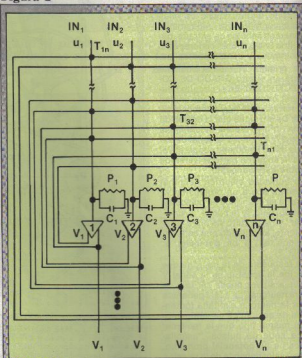 IN₁ IN₂ IN₃ INₙ
u₁ u₂ u₃ uₙ
T₁ₙ
T₃₂
Tₙ₁
P₁ P₂ P₃ P
C₁ C₂ C₃ Cₙ
V₁ 1 V₂ 2 V₃ 3 Vₙ n
V₁ V₂ V₃ Vₙ